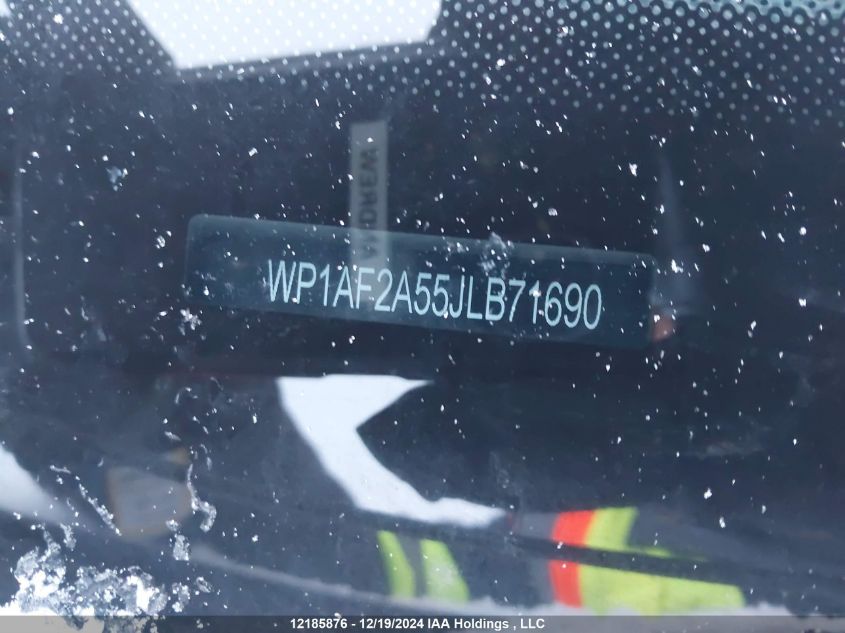 WP1AF2A55JLB71690
12185876 - 12/19/2024 IAA Holdings , LLC